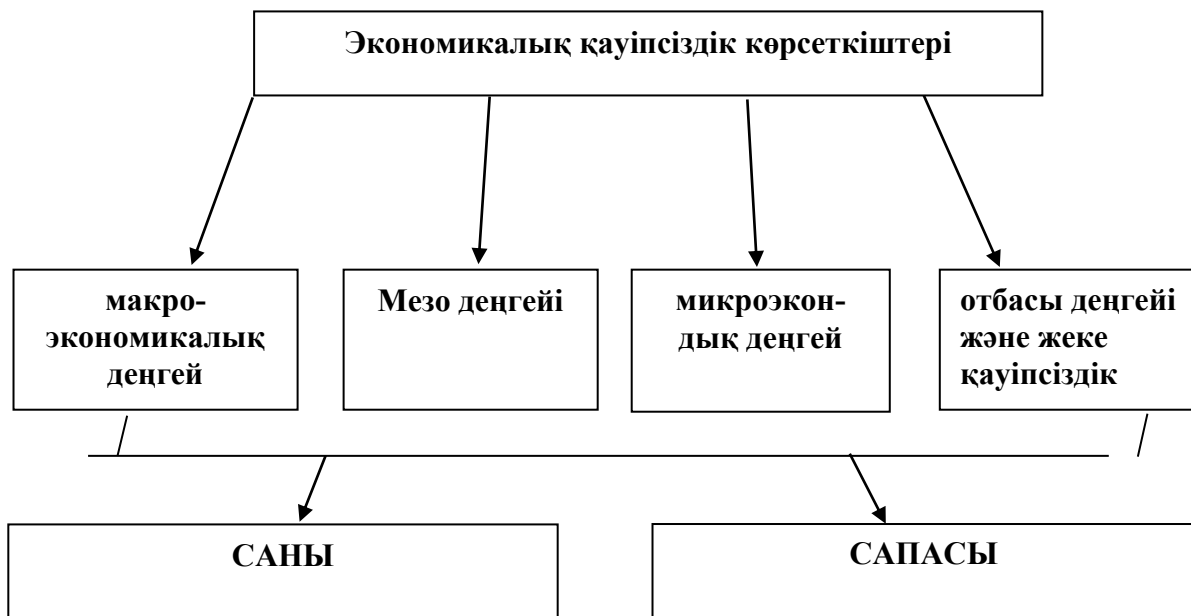 Экономикалық қауіпсіздік көрсеткіштері
макро-
экономикалық
деңгей
Мезо деңгейі
микроэкон-
дық деңгей
отбасы деңгейі
және жеке
қауіпсіздік
САНЫ
САПАСЫ